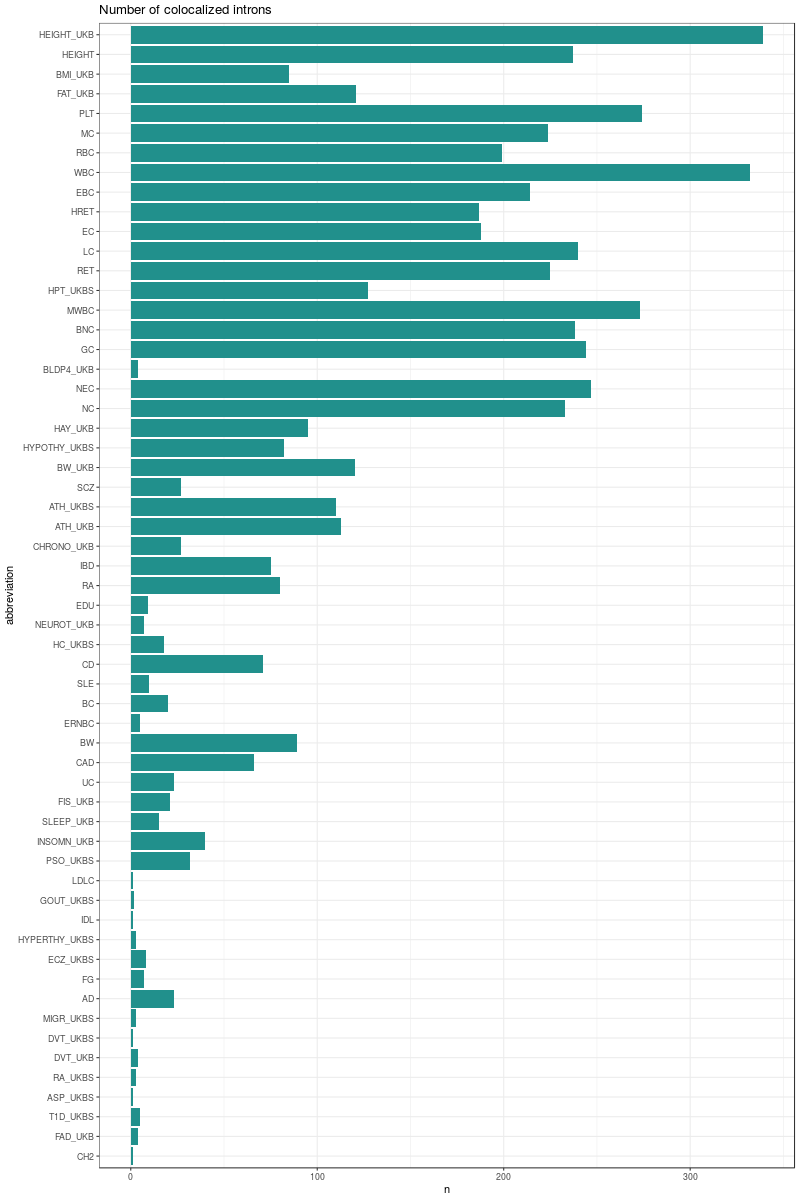 Number of colocalized introns
HEIGHT_UKB
HEIGHT
BMI_UKB
FAT_UKB
PLT
MC
RBC
WBC
EBC
HRET
EC
LC
RET
HPT_UKBS
MWBC
BNC
GC
BLDP4_UKB
NEC
NC
HAY_UKB
HYPOTHY_UKBS
BW_UKB
SCZ
ATH_UKBS
ATH_UKB
CHRONO_UKB
IBD
RA
EDU
NEUROT_UKB
HC_UKBS
CD
SLE
BC
ERNBC
BW
CAD
UC
FIS_UKB
SLEEP_UKB
INSOMN_UKB
PSO_UKBS
LDLC
GOUT_UKBS
IDL
HYPERTHY_UKBS
ECZ_UKBS
FG
AD
MIGR_UKBS
DVT_UKBS
DVT_UKB
RA_UKBS
ASP_UKBS
T1D_UKBS
FAD_UKB
CH2
abbreviation
0 100 200 300
n